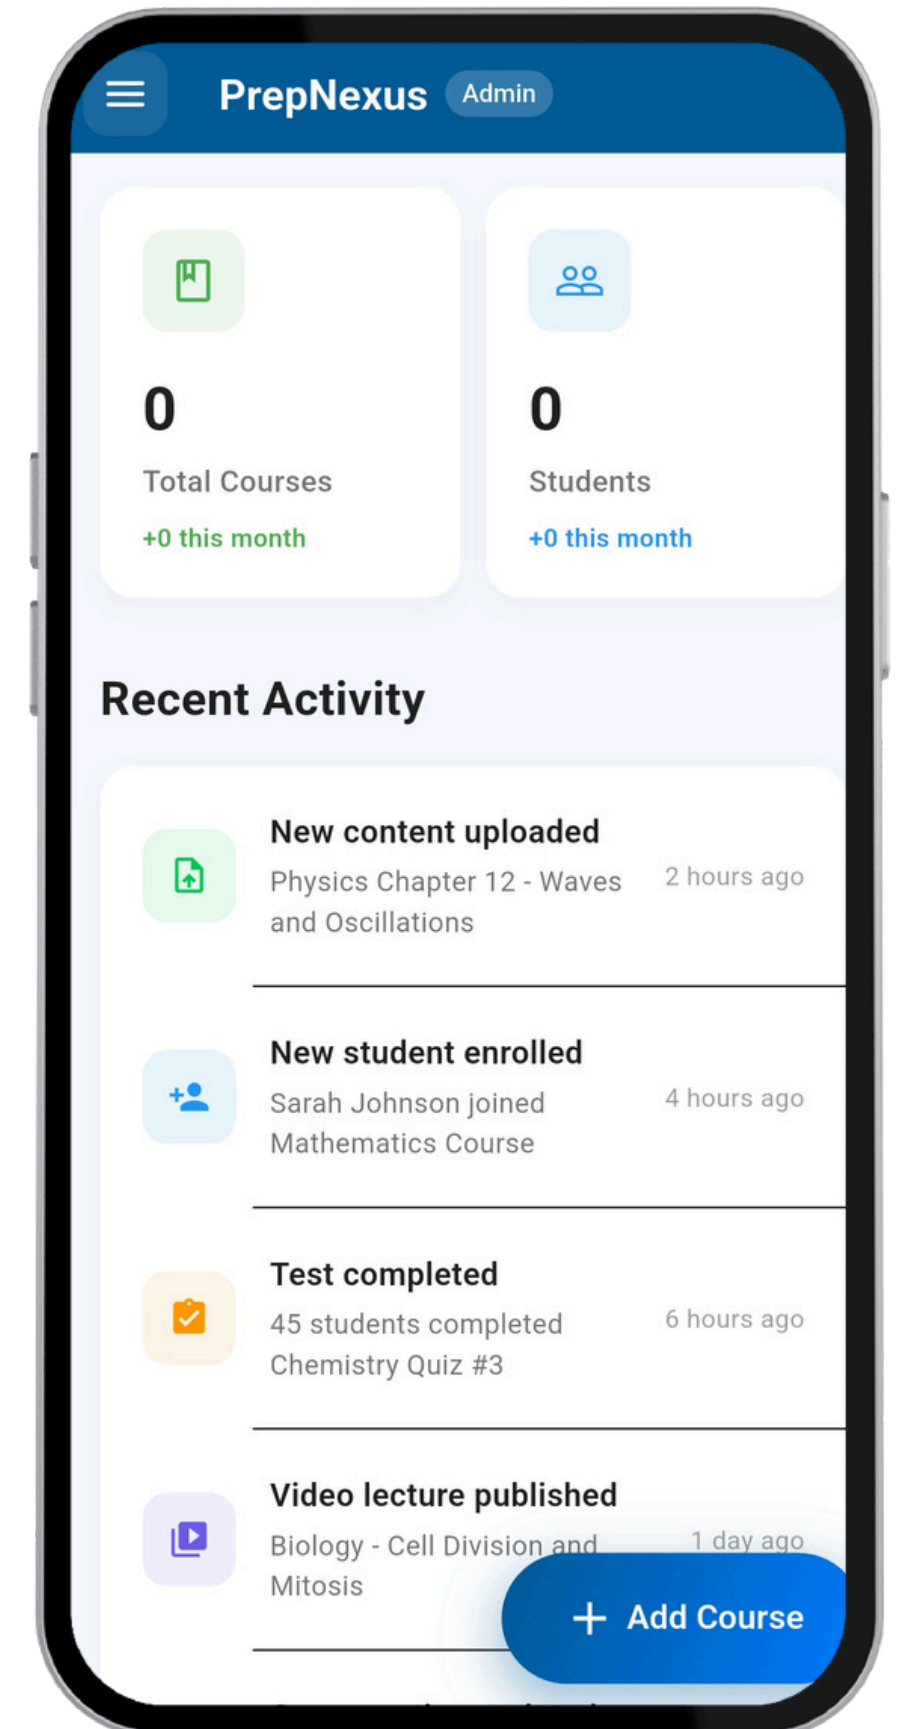 PrepNexus Admin
0
Total Courses
+0 this month
0
Students
+0 this month
Recent Activity
New content uploaded
Physics Chapter 12 - Waves
and Oscillations
2 hours ago
New student enrolled
Sarah Johnson joined
Mathematics Course
4 hours ago
Test completed
45 students completed
Chemistry Quiz #3
6 hours ago
Video lecture published
Biology - Cell Division and
Mitosis
1 day ago
+ Add Course